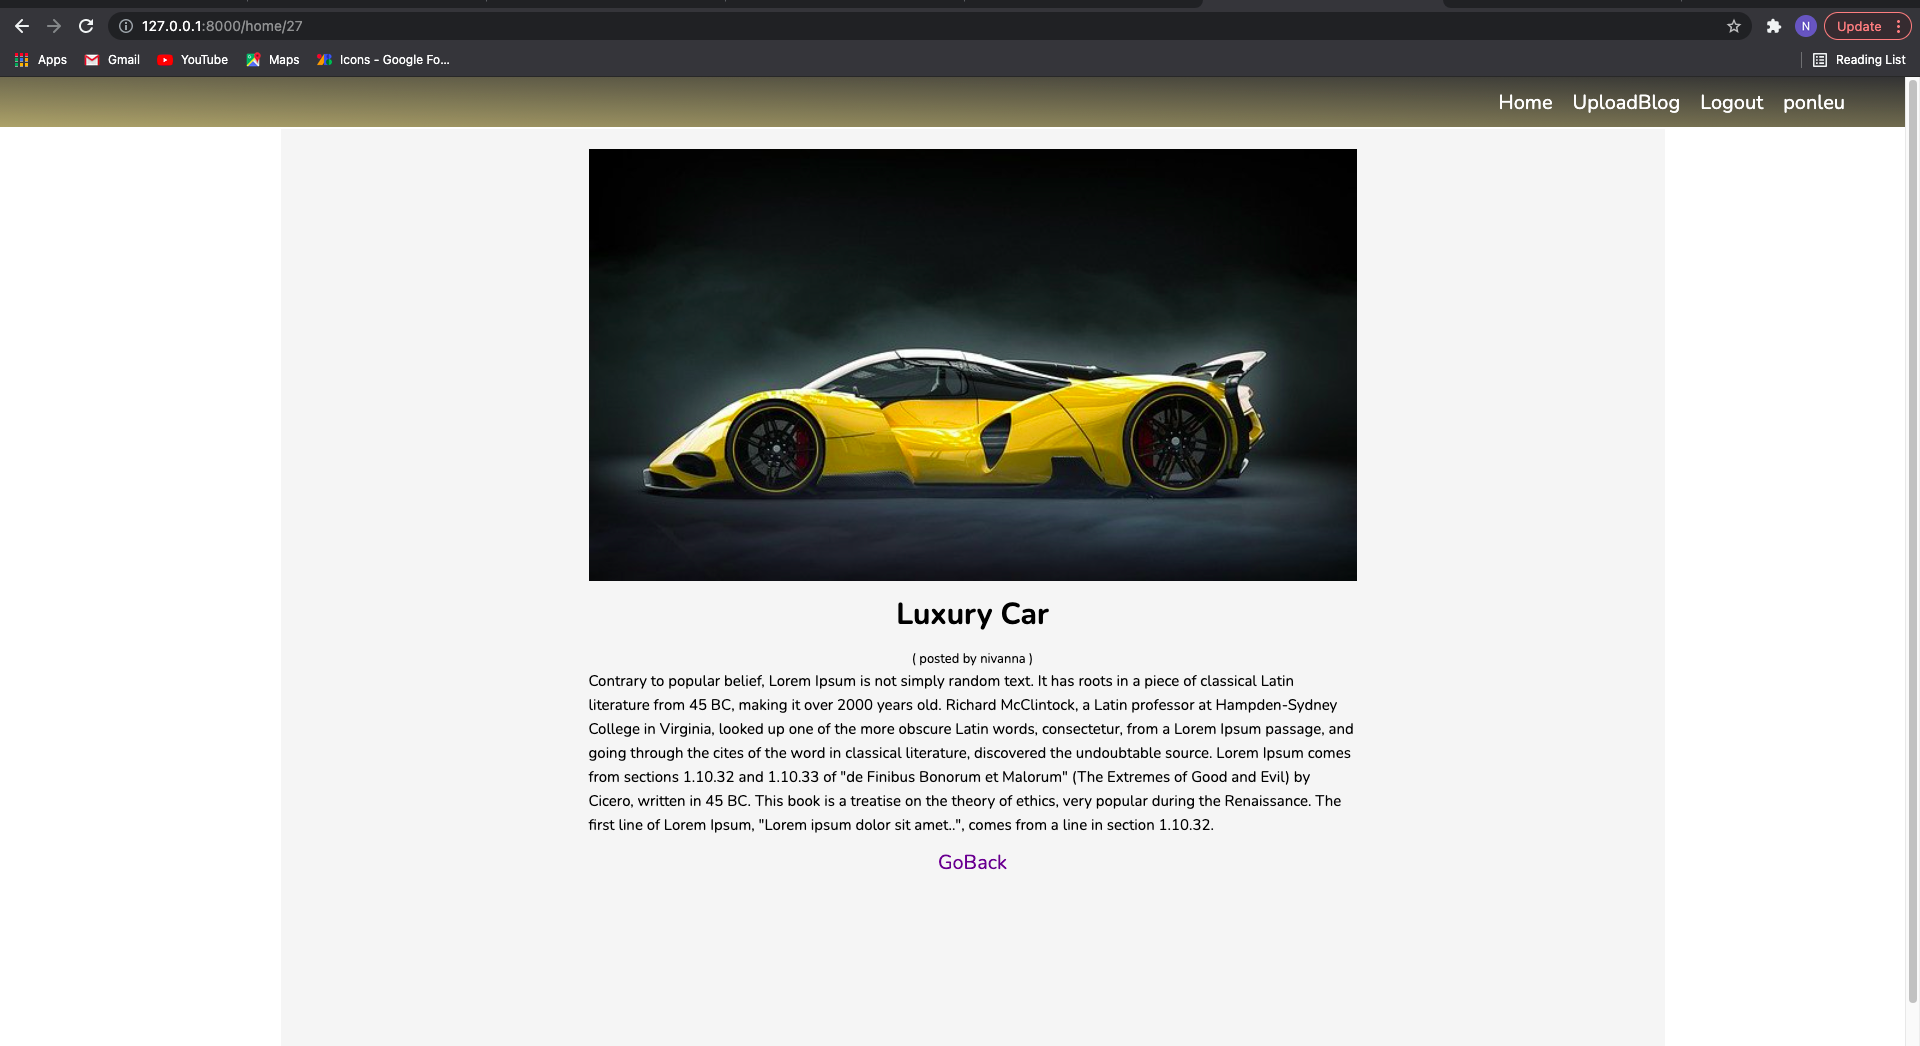 127.0.0.1:8000/home/27
N
Update
Apps
Gmail
YouTube
Maps
Icons - Google Fo...
Reading List
Home
UploadBlog
Logout
ponleu
Luxury Car
( posted by nivanna )
Contrary to popular belief, Lorem Ipsum is not simply random text. It has roots in a piece of classical Latin
literature from 45 BC, making it over 2000 years old. Richard McClintock, a Latin professor at Hampden-Sydney
College in Virginia, looked up one of the more obscure Latin words, consectetur, from a Lorem Ipsum passage, and
going through the cites of the word in classical literature, discovered the undoubtable source. Lorem Ipsum comes
from sections 1.10.32 and 1.10.33 of "de Finibus Bonorum et Malorum" (The Extremes of Good and Evil) by
Cicero, written in 45 BC. This book is a treatise on the theory of ethics, very popular during the Renaissance. The
first line of Lorem Ipsum, "Lorem ipsum dolor sit amet..", comes from a line in section 1.10.32.
GoBack